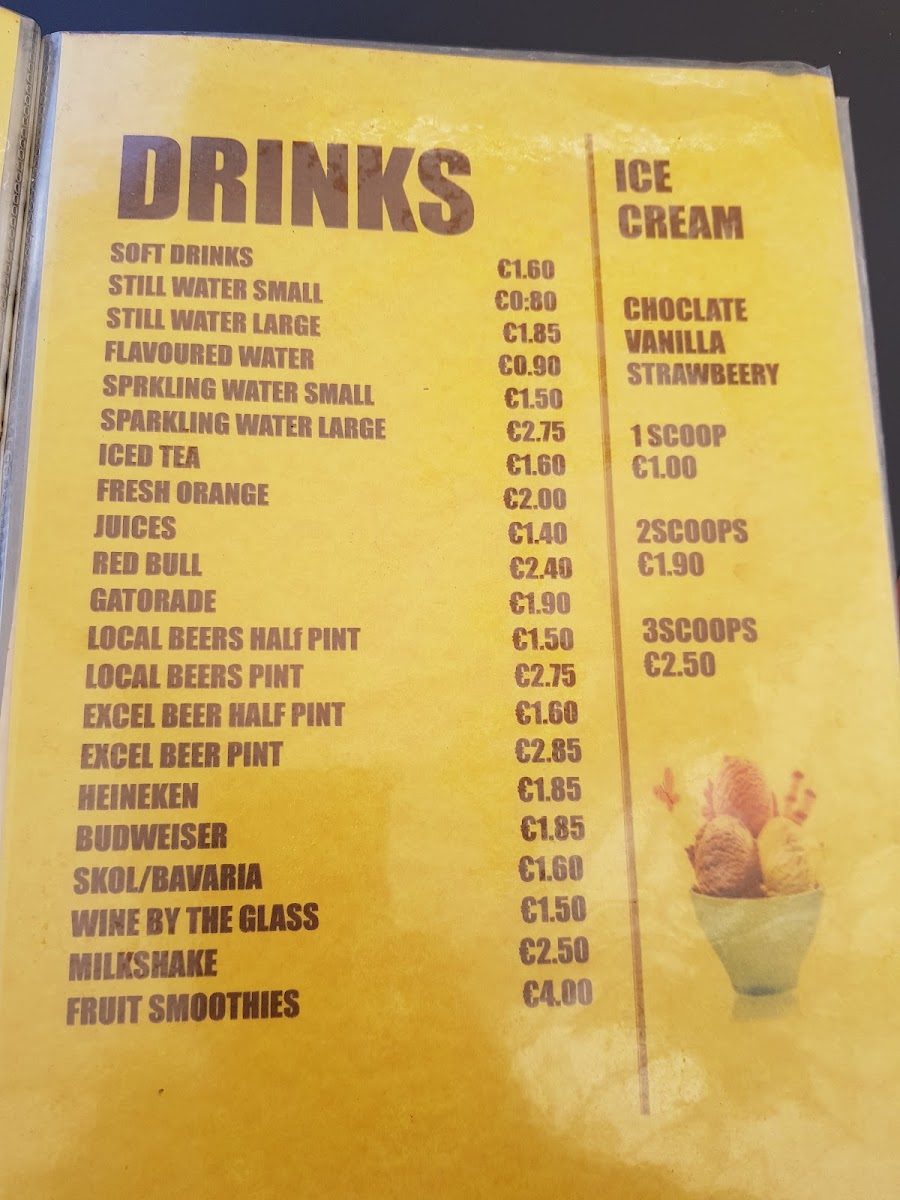 DRINKS
SOFT DRINKS €1.60
STILL WATER SMALL €0:80
STILL WATER LARGE €1.85
FLAVOURED WATER €0.90
SPRKLING WATER SMALL €1.50
SPARKLING WATER LARGE €2.75
ICED TEA €1.60
FRESH ORANGE €2.00
JUICES €1.40
RED BULL €2.40
GATORADE €1.90
LOCAL BEERS HALf PINT €1.50
LOCAL BEERS PINT €2.75
EXCEL BEER HALF PINT €1.60
EXCEL BEER PINT €2.85
HEINEKEN €1.85
BUDWEISER €1.85
SKOL/BAVARIA €1.60
WINE BY THE GLASS €1.50
MILKSHAKE €2.50
FRUIT SMOOTHIES €4.00
ICE
CREAM
CHOCLATE
VANILLA
STRAWBEERY
1 SCOOP
€1.00
2SCOOPS
€1.90
3SCOOPS
€2.50